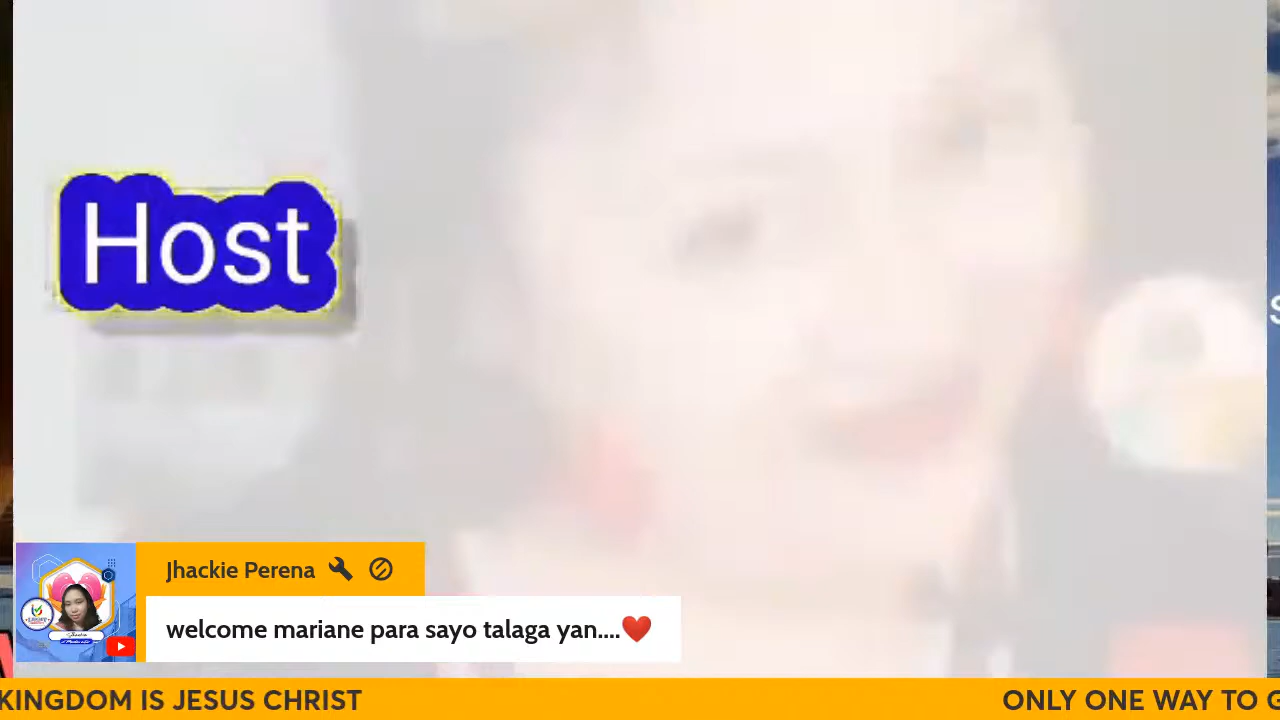 Host
Jhackie Perena
welcome mariane para sayo talaga yan....❤️
KINGDOM IS JESUS CHRIST
ONLY ONE WAY TO G